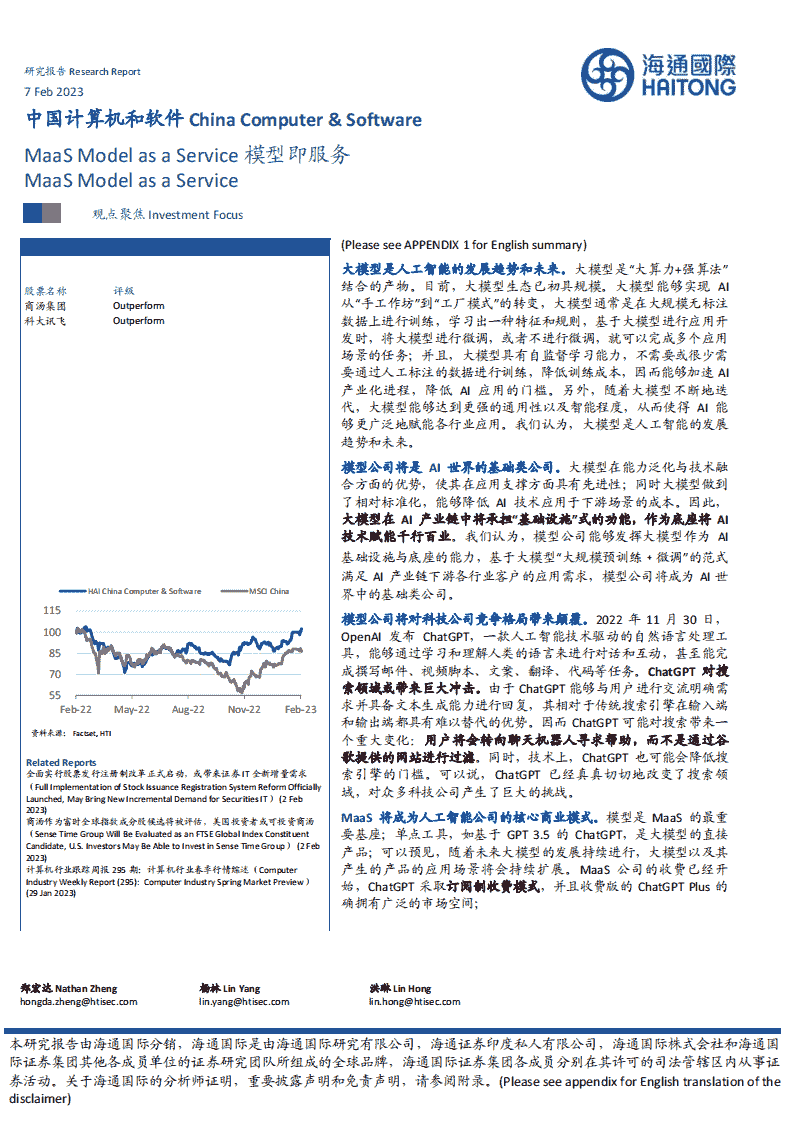 研究报告 Research Report
7 Feb 2023
中国计算机和软件 China Computer & Software
MaaS Model as a Service 模型即服务
MaaS Model as a Service
观点聚焦 Investment Focus
海通國際
HAITONG
股票名称 评级
商汤集团 Outperform
科大讯飞 Outperform
HAI China Computer & Software MSCI China
115
100
85
70
55
Feb-22 May-22 Aug-22 Nov-22 Feb-23
资料来源： Factset, HTI
Related Reports
全面实行股票发行注册制改革正式启动，或带来证券 IT 全新增量需求
（Full Implementation of Stock Issuance Registration System Reform Officially
Launched, May Bring New Incremental Demand for Securities IT ）(2 Feb
2023)
商汤作为富时全球指数成分股候选将被评估，美国投资者或可投资商汤
（Sense Time Group Will Be Evaluated as an FTSE Global Index Constituent
Candidate, U.S. Investors May Be Able to Invest in Sense Time Group ）(2 Feb
2023)
计算机行业跟踪周报 295 期：计算机行业春季行情综述（Computer
Industry Weekly Report (295): Computer Industry Spring Market Preview ）
(29 Jan 2023)
(Please see APPENDIX 1 for English summary)
大模型是人工智能的发展趋势和未来。大模型是“大算力+强算法”
结合的产物。目前，大模型生态已初具规模。大模型能够实现 AI
从“手工作坊”到“工厂模式”的转变，大模型通常是在大规模无标注
数据上进行训练，学习出一种特征和规则，基于大模型进行应用开
发时，将大模型进行微调，或者不进行微调，就可以完成多个应用
场景的任务；并且，大模型具有自监督学习能力，不需要或很少需
要通过人工标注的数据进行训练，降低训练成本，因而能够加速 AI
产业化进程，降低 AI 应用的门槛。另外，随着大模型不断地迭
代，大模型能够达到更强的通用性以及智能程度，从而使得 AI 能
够更广泛地赋能各行业应用。我们认为，大模型是人工智能的发展
趋势和未来。
模型公司将是 AI 世界的基础类公司。大模型在能力泛化与技术融
合方面的优势，使其在应用支撑方面具有先进性；同时大模型做到
了相对标准化，能够降低 AI 技术应用于下游场景的成本。因此，
大模型在 AI 产业链中将承担“基础设施”式的功能，作为底座将 AI
技术赋能千行百业。我们认为，模型公司能够发挥大模型作为 AI
基础设施与底座的能力，基于大模型“大规模预训练 + 微调”的范式
满足 AI 产业链下游各行业客户的应用需求，模型公司将成为 AI 世
界中的基础类公司。
模型公司将对科技公司竞争格局带来颠覆。2022 年 11 月 30 日，
OpenAI 发布 ChatGPT，一款人工智能技术驱动的自然语言处理工
具，能够通过学习和理解人类的语言来进行对话和互动，甚至能完
成撰写邮件、视频脚本、文案、翻译、代码等任务。ChatGPT 对搜
索领域或带来巨大冲击。由于 ChatGPT 能够与用户进行交流明确需
求并具备文本生成能力进行回复，其相对于传统搜索引擎在输入端
和输出端都具有难以替代的优势。因而 ChatGPT 可能对搜索带来一
个重大变化：用户将会转向聊天机器人寻求帮助，而不是通过谷
歌提供的网站进行过滤。同时，技术上，ChatGPT 也可能会降低搜
索引擎的门槛。可以说，ChatGPT 已经真真切切地改变了搜索领
域，对众多科技公司产生了巨大的挑战。
MaaS 将成为人工智能公司的核心商业模式。模型是 MaaS 的最重
要基座；单点工具，如基于 GPT 3.5 的 ChatGPT，是大模型的直接
产品；可以预见，随着未来大模型的发展持续进行，大模型以及其
产生的产品的应用场景将会持续扩展。MaaS 公司的收费已经开
始，ChatGPT 采取订阅制收费模式，并且收费版的 ChatGPT Plus 的
确拥有广泛的市场空间；
郑宏达 Nathan Zheng 杨林 Lin Yang 洪琳 Lin Hong
hongda.zheng@htisec.com lin.yang@htisec.com lin.hong@htisec.com
本研究报告由海通国际分销，海通国际是由海通国际研究有限公司，海通证券印度私人有限公司，海通国际株式会社和海通国
际证券集团其他各成员单位的证券研究团队所组成的全球品牌，海通国际证券集团各成员分别在其许可的司法管辖区内从事证
券活动。关于海通国际的分析师证明，重要披露声明和免责声明，请参阅附录。(Please see appendix for English translation of the
disclaimer)